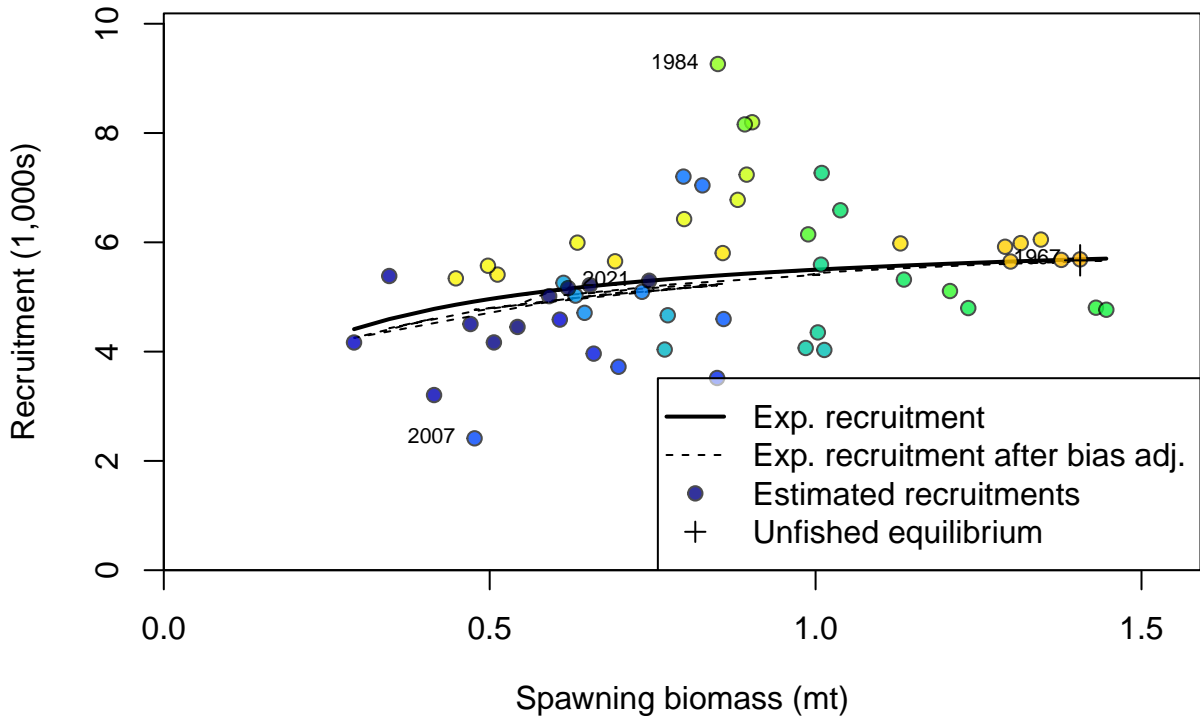 Recruitment (1,000s)
10
8
6
4
2
0
1984
2021
1967
2007
Exp. recruitment
Exp. recruitment after bias adj.
Estimated recruitments
Unfished equilibrium
0.0 0.5 1.0 1.5
Spawning biomass (mt)